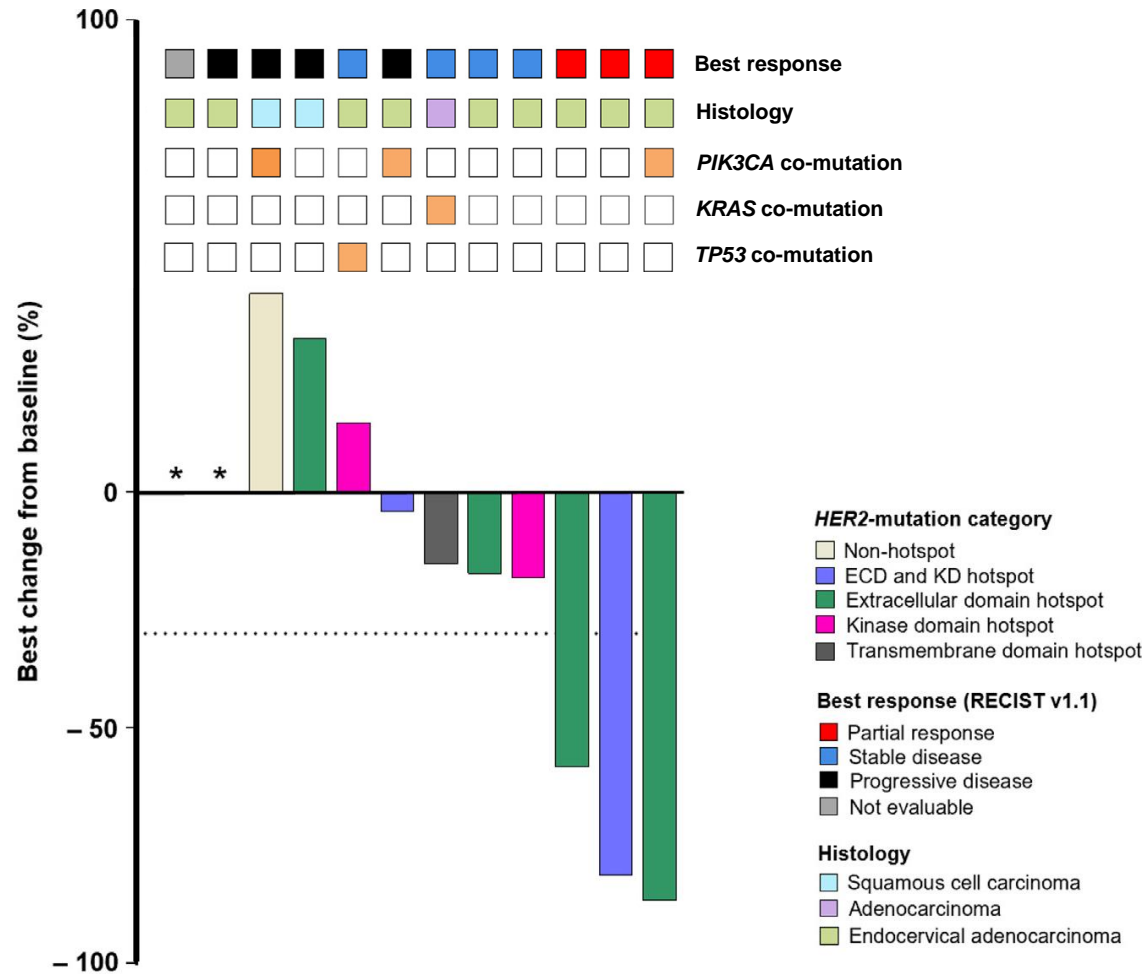 100
Best response
Histology
PIK3CA co-mutation
KRAS co-mutation
TP53 co-mutation
Best change from baseline (%)
* *
0
– 50
– 100
HER2-mutation category
Non-hotspot
ECD and KD hotspot
Extracellular domain hotspot
Kinase domain hotspot
Transmembrane domain hotspot
Best response (RECIST v1.1)
Partial response
Stable disease
Progressive disease
Not evaluable
Histology
Squamous cell carcinoma
Adenocarcinoma
Endocervical adenocarcinoma